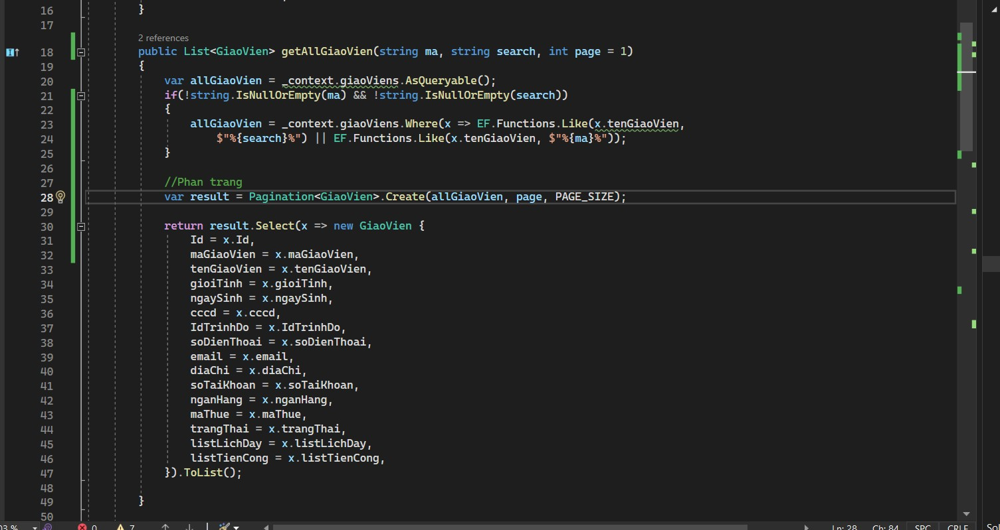 16 }
17
2 references
18 public List<GiaoVien> getAllGiaoVien(string ma, string search, int page = 1)
19 {
20 var allGiaoVien = _context.giaoViens.AsQueryable();
21 if(!string.IsNullOrEmpty(ma) && !string.IsNullOrEmpty(search))
22 {
23 allGiaoVien = _context.giaoViens.Where(x => EF.Functions.Like(x.tenGiaoVien,
24 $"%{search}%") || EF.Functions.Like(x.tenGiaoVien, $"%{ma}%"));
25 }
26
27 //Phan trang
28 var result = Pagination<GiaoVien>.Create(allGiaoVien, page, PAGE_SIZE);
29
30 return result.Select(x => new GiaoVien {
31 Id = x.Id,
32 maGiaoVien = x.maGiaoVien,
33 tenGiaoVien = x.tenGiaoVien,
34 gioiTinh = x.gioiTinh,
35 ngaySinh = x.ngaySinh,
36 cccd = x.cccd,
37 IdTrinhDo = x.IdTrinhDo,
38 soDienThoai = x.soDienThoai,
39 email = x.email,
40 diaChi = x.diaChi,
41 soTaiKhoan = x.soTaiKhoan,
42 nganHang = x.nganHang,
43 maThue = x.maThue,
44 trangThai = x.trangThai,
45 listLichDay = x.listLichDay,
46 listTienCong = x.listTienCong,
47 }).ToList();
48
49 }
50
03 % 0 7 Ln: 28 Ch: 84 SPC CRLF So